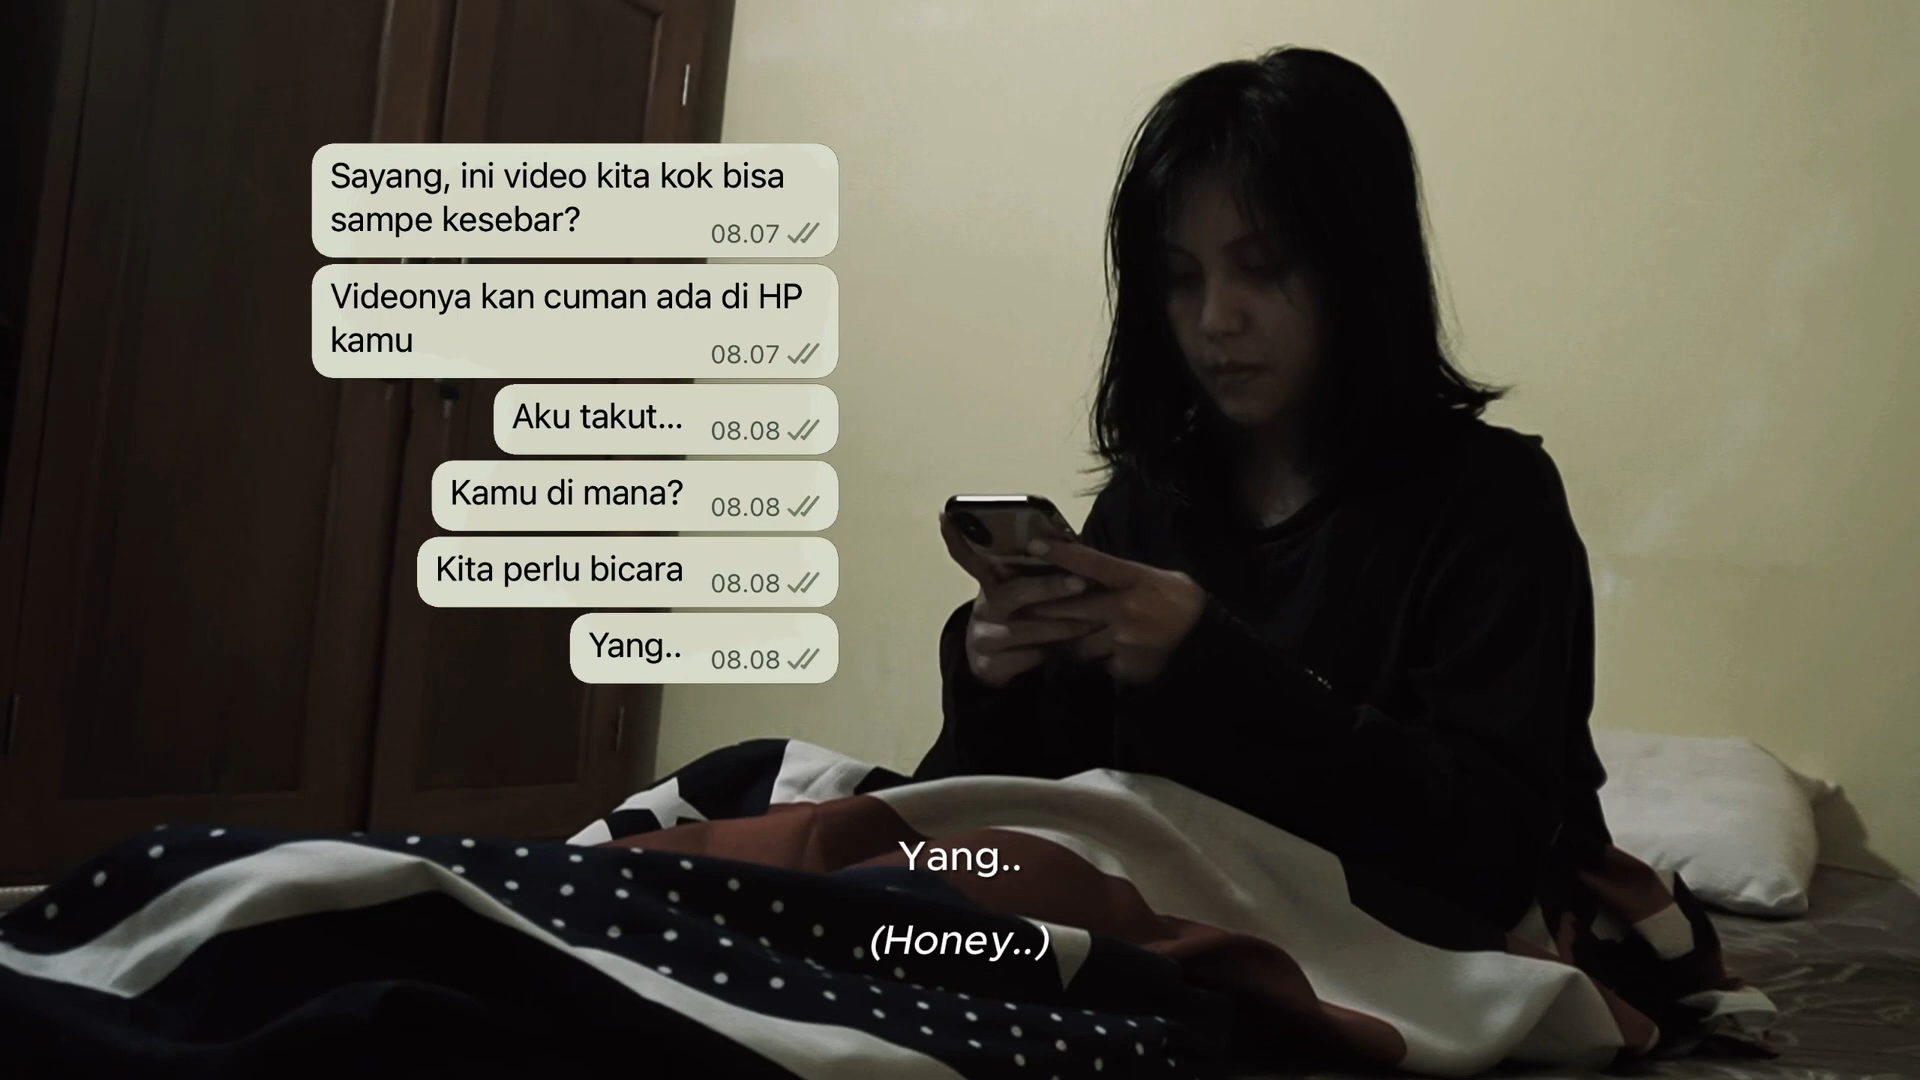 Sayang, ini video kita kok bisa
sampe kesebar?
08.07
Videonya kan cuman ada di HP
kamu
08.07
Aku takut...
08.08
Kamu di mana?
08.08
Kita perlu bicara
08.08
Yang..
08.08
Yang..
(Honey..)